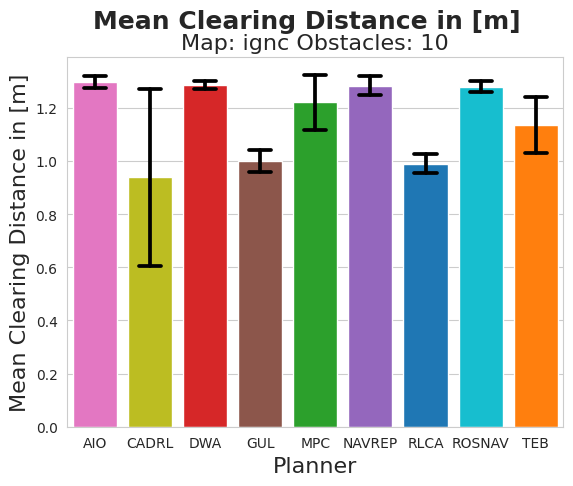 Mean Clearing Distance in [m]
Map: ignc Obstacles: 10
Mean Clearing Distance in [m]
1.2
1.0
0.8
0.6
0.4
0.2
0.0
AIO CADRL DWA GUL MPC NAVREP RLCA ROSNAV TEB
Planner